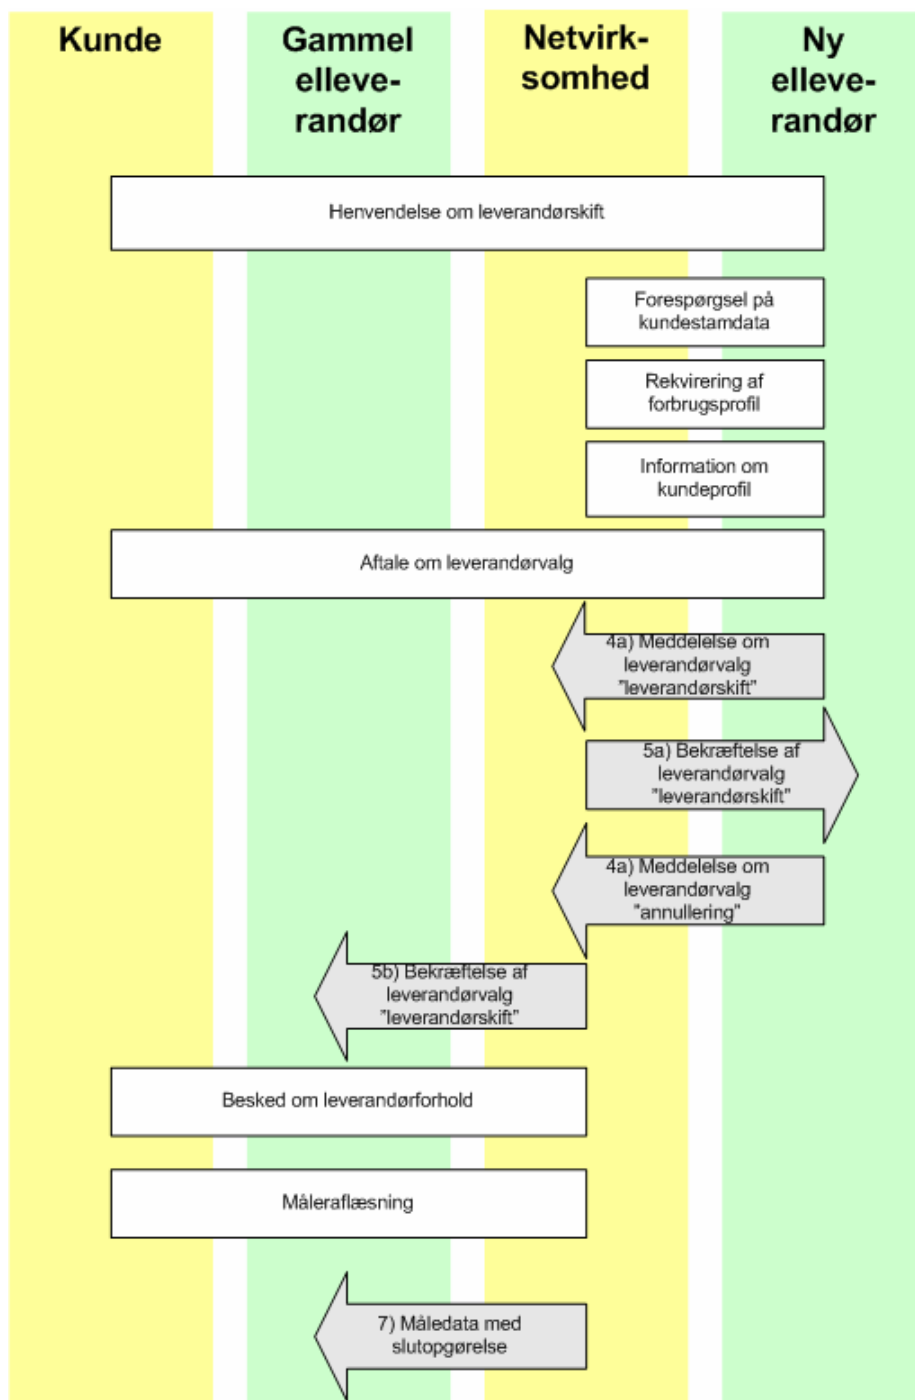 Kunde
Gammel
elleve-
randør
Netvirk-
somhed
Ny
elleve-
randør
Henvendelse om leverandørskift
Forespørgsel på
kundestamdata
Rekvirering af
forbrugsprofil
Information om
kundeprofil
Aftale om leverandørvalg
4a) Meddelelse om
leverandørvalg
"leverandørskift"
5a) Bekræftelse af
leverandørvalg
"leverandørskift"
4a) Meddelelse om
leverandørvalg
"annullering"
5b) Bekræftelse af
leverandørvalg
"leverandørskift"
Besked om leverandørforhold
Måleraflæsning
7) Måledata med
slutopgørelse